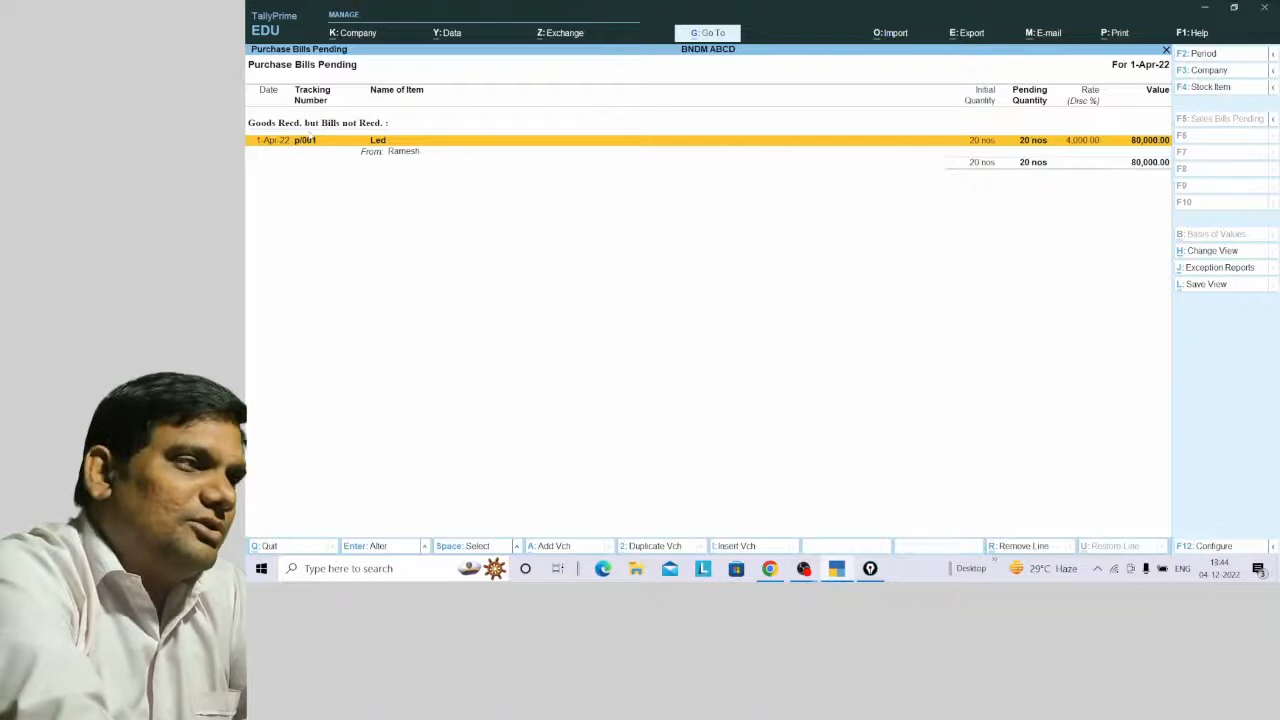 TallyPrime
EDU
MANAGE
K: Company
Y: Data
Z: Exchange
G: Go To
O: Import
E: Export
M: E-mail
P: Print
F1: Help
Purchase Bills Pending
BNDM ABCD
Purchase Bills Pending
For 1-Apr-22
Date
Tracking
Number
Name of Item
Initial
Quantity
Pending
Quantity
Rate
(Disc %)
Value
Goods Recd. but Bills not Recd. :
1-Apr-22 p/001 Led 20 nos 20 nos 4,000.00 80,000.00
From: Ramesh
20 nos 20 nos 80,000.00
F2: Period
F3: Company
F4: Stock Item
F5: Sales Bills Pending
F6
F7
F8
F9
F10
B: Basis of Values
H: Change View
J: Exception Reports
L: Save View
Q: Quit
Enter: Alter
Space: Select
A: Add Vch
2: Duplicate Vch
I: Insert Vch
R: Remove Line
U: Restore Line
F12: Configure
Type here to search
Desktop
29°C Haze
ENG
13:44
04-12-2022
3